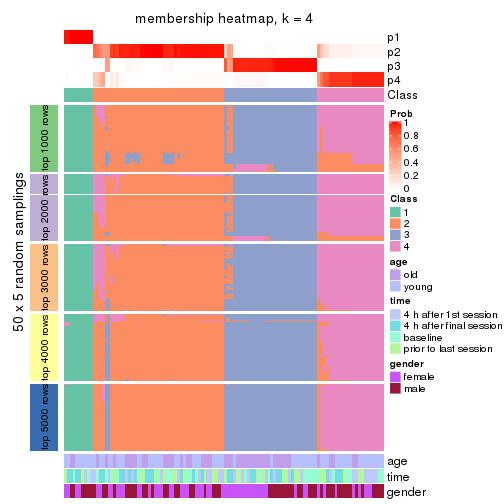 membership heatmap, k = 4
p1
p2
p3
p4
Class
50 x 5 random samplings
top 1000 rows
top 2000 rows
top 3000 rows
top 4000 rows
top 5000 rows
Prob
1
0.8
0.6
0.4
0.2
0
Class
1
2
3
4
age
old
young
time
4 h after 1st session
4 h after final session
baseline
prior to last session
gender
female
male
age
time
gender